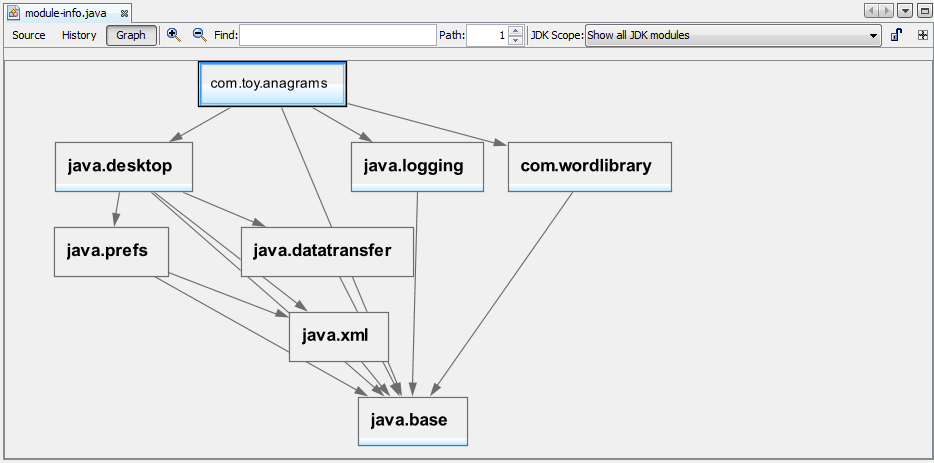 module-info.java
Source History Graph Find: Path: 1 JDK Scope: Show all JDK modules
com.toy.anagrams
java.desktop java.logging com.wordlibrary
java.prefs java.datatransfer
java.xml
java.base